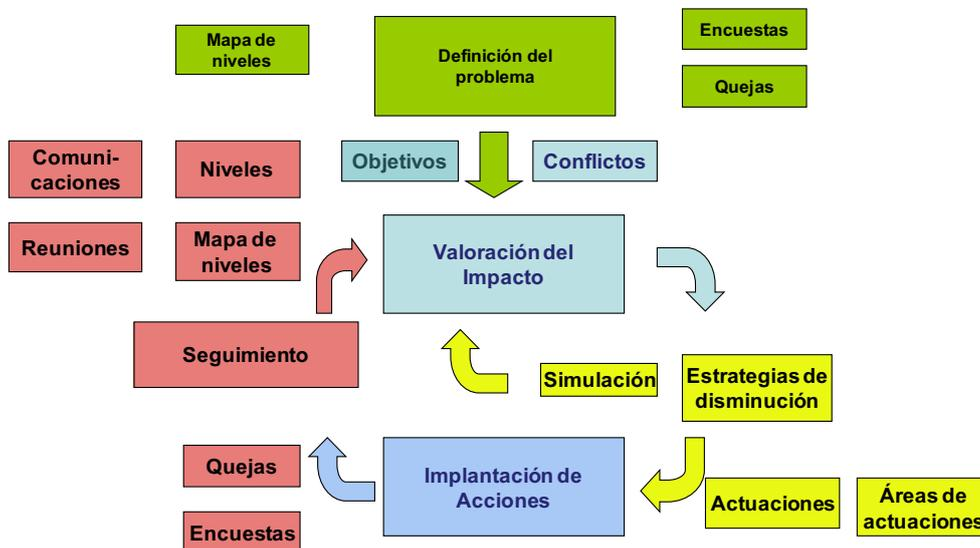 Mapa de
niveles
Definición del
problema
Encuestas
Quejas
Objetivos
Conflictos
Comuni-
caciones
Niveles
Reuniones
Mapa de
niveles
Valoración del
Impacto
Seguimiento
Simulación
Estrategias de
disminución
Quejas
Implantación de
Acciones
Actuaciones
Áreas de
actuaciones
Encuestas